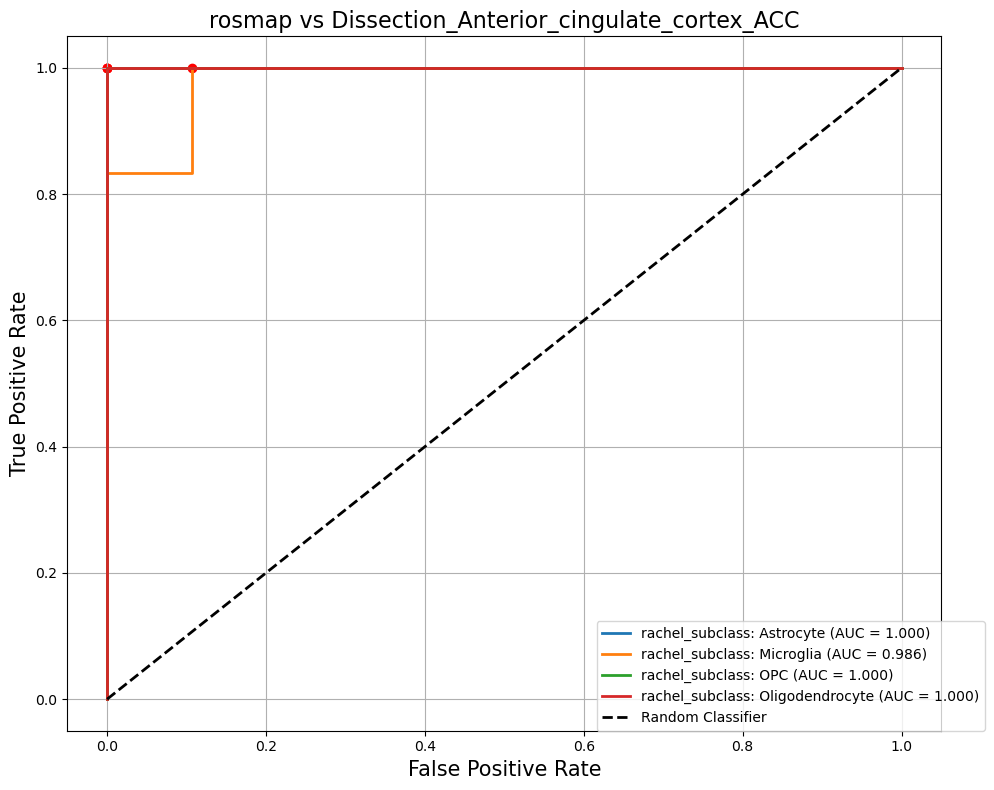 rosmap vs Dissection_Anterior_cingulate_cortex_ACC
True Positive Rate
1.0
0.8
0.6
0.4
0.2
0.0
0.0 0.2 0.4 0.6 0.8 1.0
False Positive Rate
rachel_subclass: Astrocyte (AUC = 1.000)
rachel_subclass: Microglia (AUC = 0.986)
rachel_subclass: OPC (AUC = 1.000)
rachel_subclass: Oligodendrocyte (AUC = 1.000)
Random Classifier